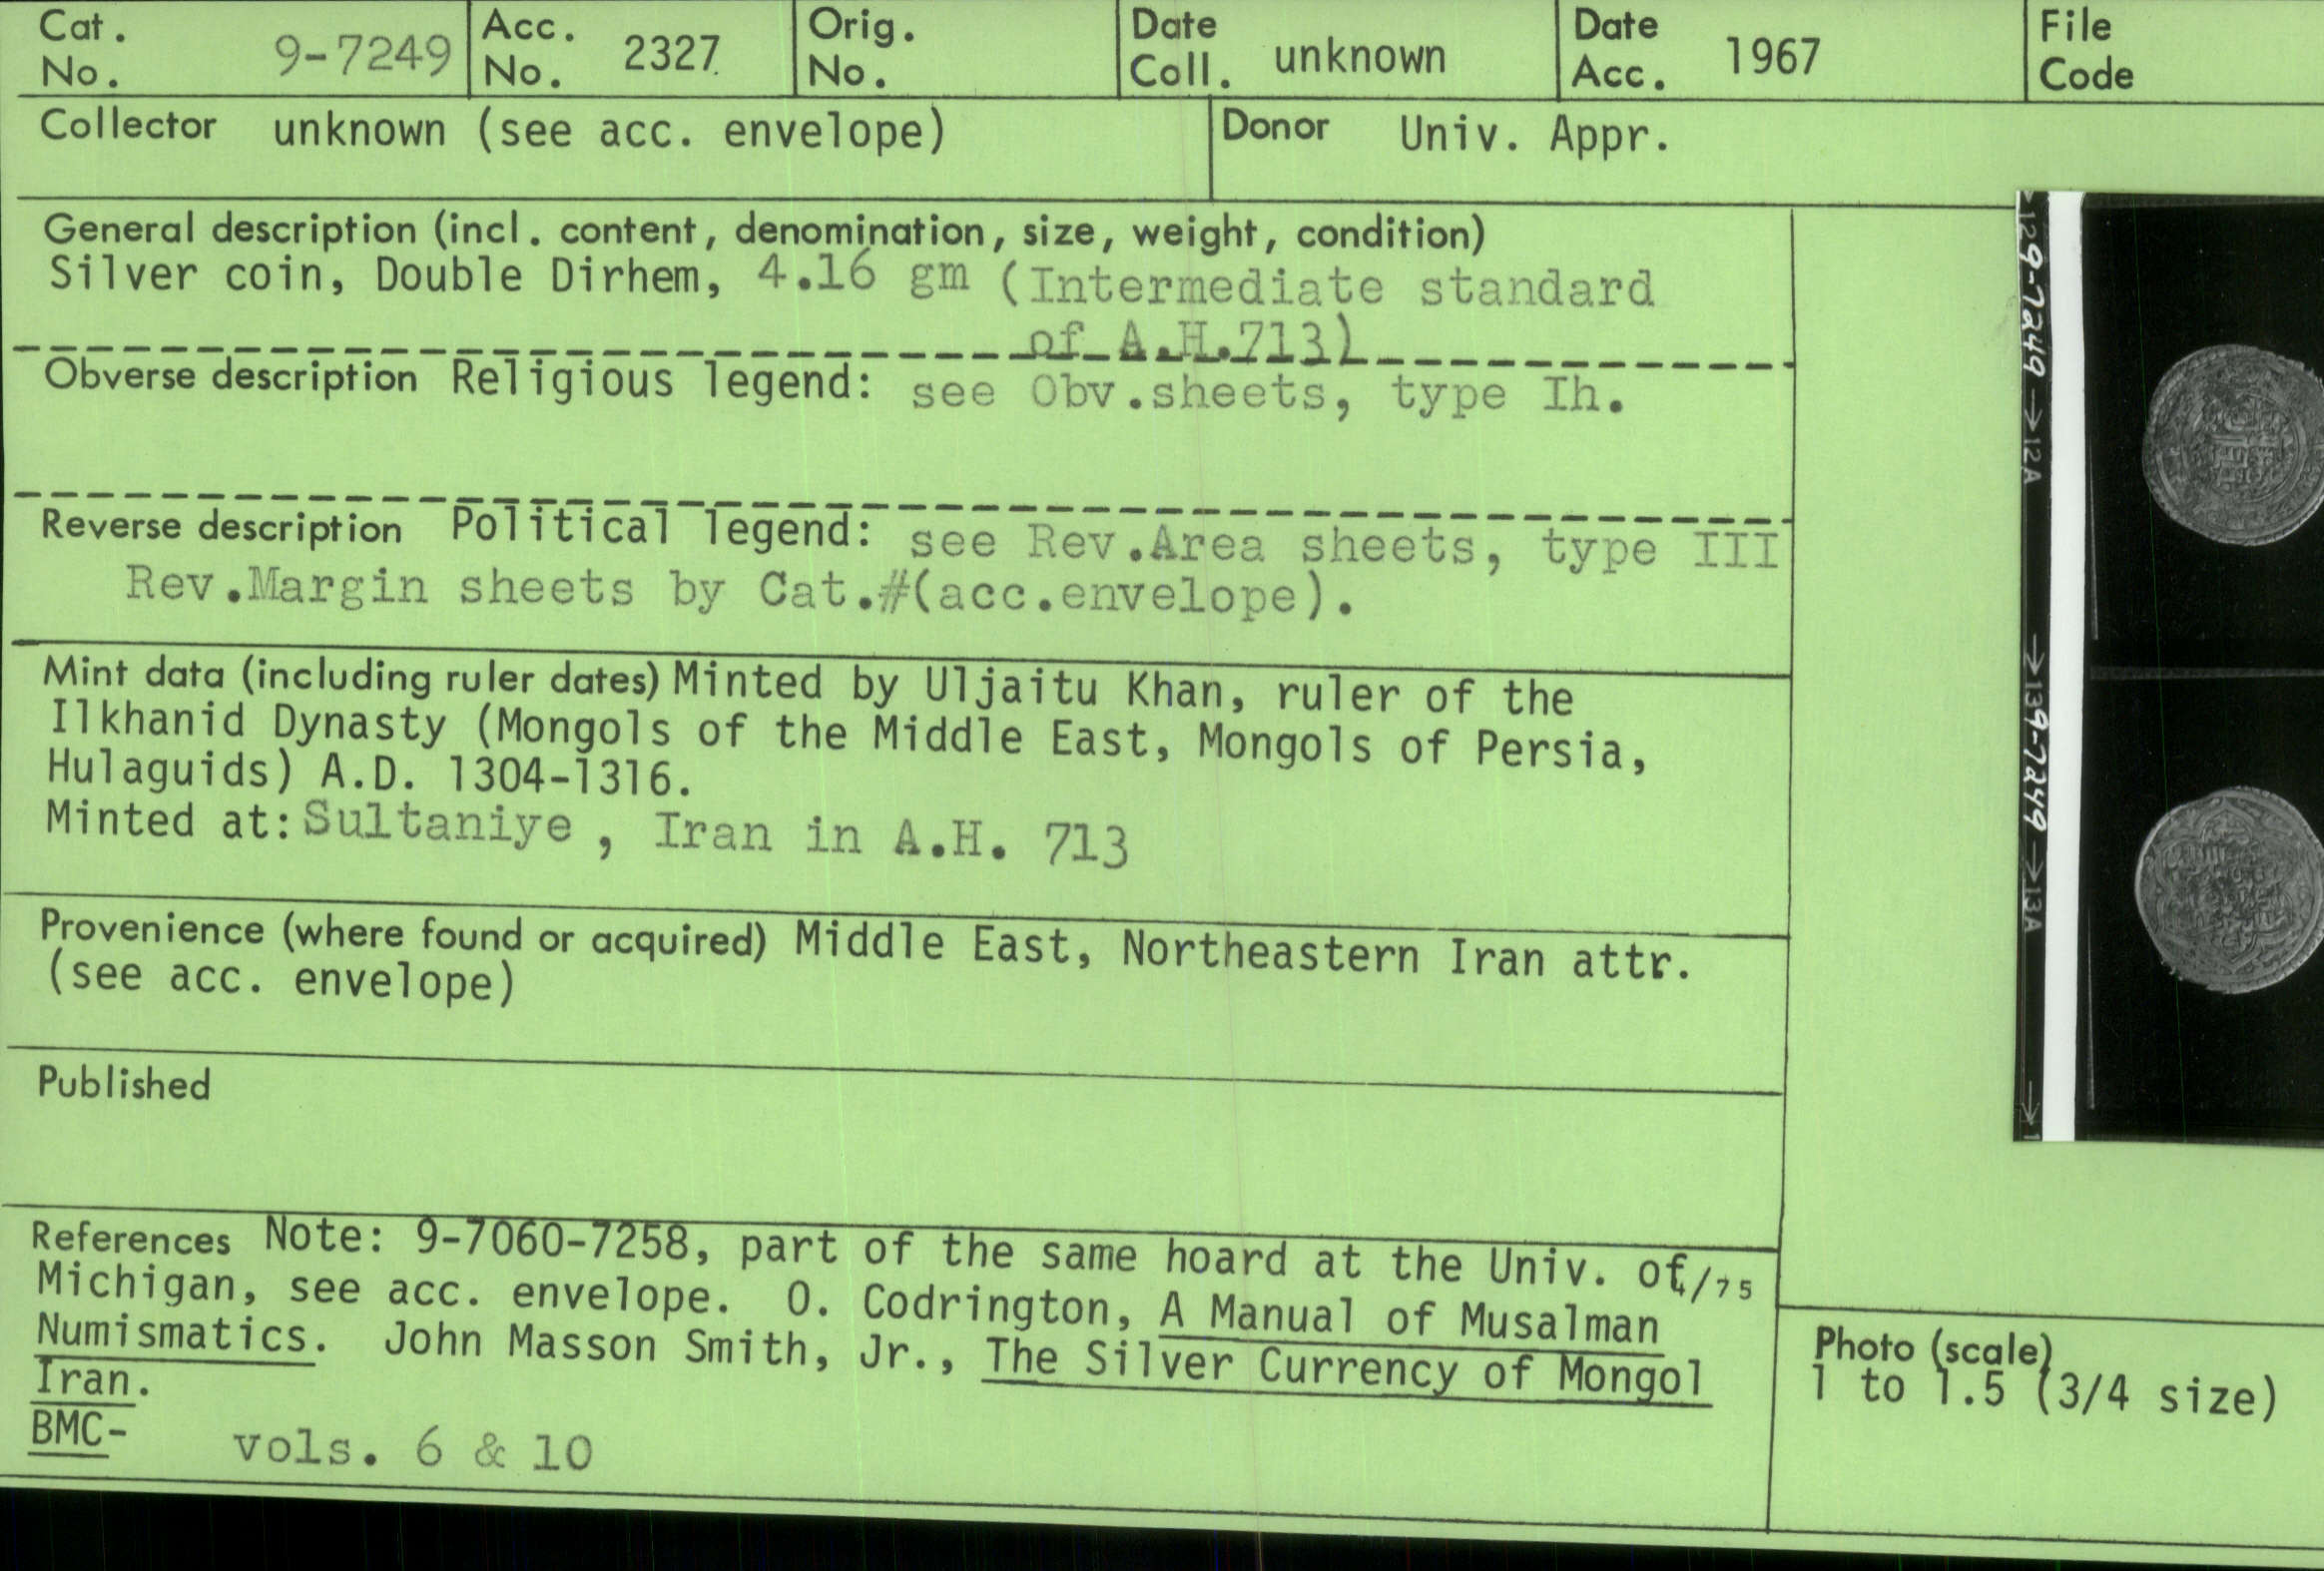 Cat. No. 9-7249
Acc. No. 2327.
Orig. No.
Date Coll. unknown
Date Acc. 1967
File Code
Collector unknown (see acc. envelope)
Donor Univ. Appr.
General description (incl. content, denomination, size, weight, condition)
Silver coin, Double Dirhem, 4.16 gm (Intermediate standard
of A.H.713)
Obverse description Religious legend: see Obv.sheets, type Ih.
Reverse description Political legend: see Rev.Area sheets, type III
Rev.Margin sheets by Cat.#(acc.envelope).
Mint data (including ruler dates) Minted by Uljaitu Khan, ruler of the
Ilkhanid Dynasty (Mongols of the Middle East, Mongols of Persia,
Hulaguids) A.D. 1304-1316.
Minted at: Sultaniye , Iran in A.H. 713
Provenience (where found or acquired) Middle East, Northeastern Iran attr.
(see acc. envelope)
Published
References Note: 9-7060-7258, part of the same hoard at the Univ. of
Michigan, see acc. envelope. O. Codrington, A Manual of Musalman
Numismatics. John Masson Smith, Jr., The Silver Currency of Mongol
Iran.
BMC- vols. 6 & 10
9-7249 → 12A
→ 13 9-7249 → 13A
Photo (scale)
1 to 1.5 (3/4 size)